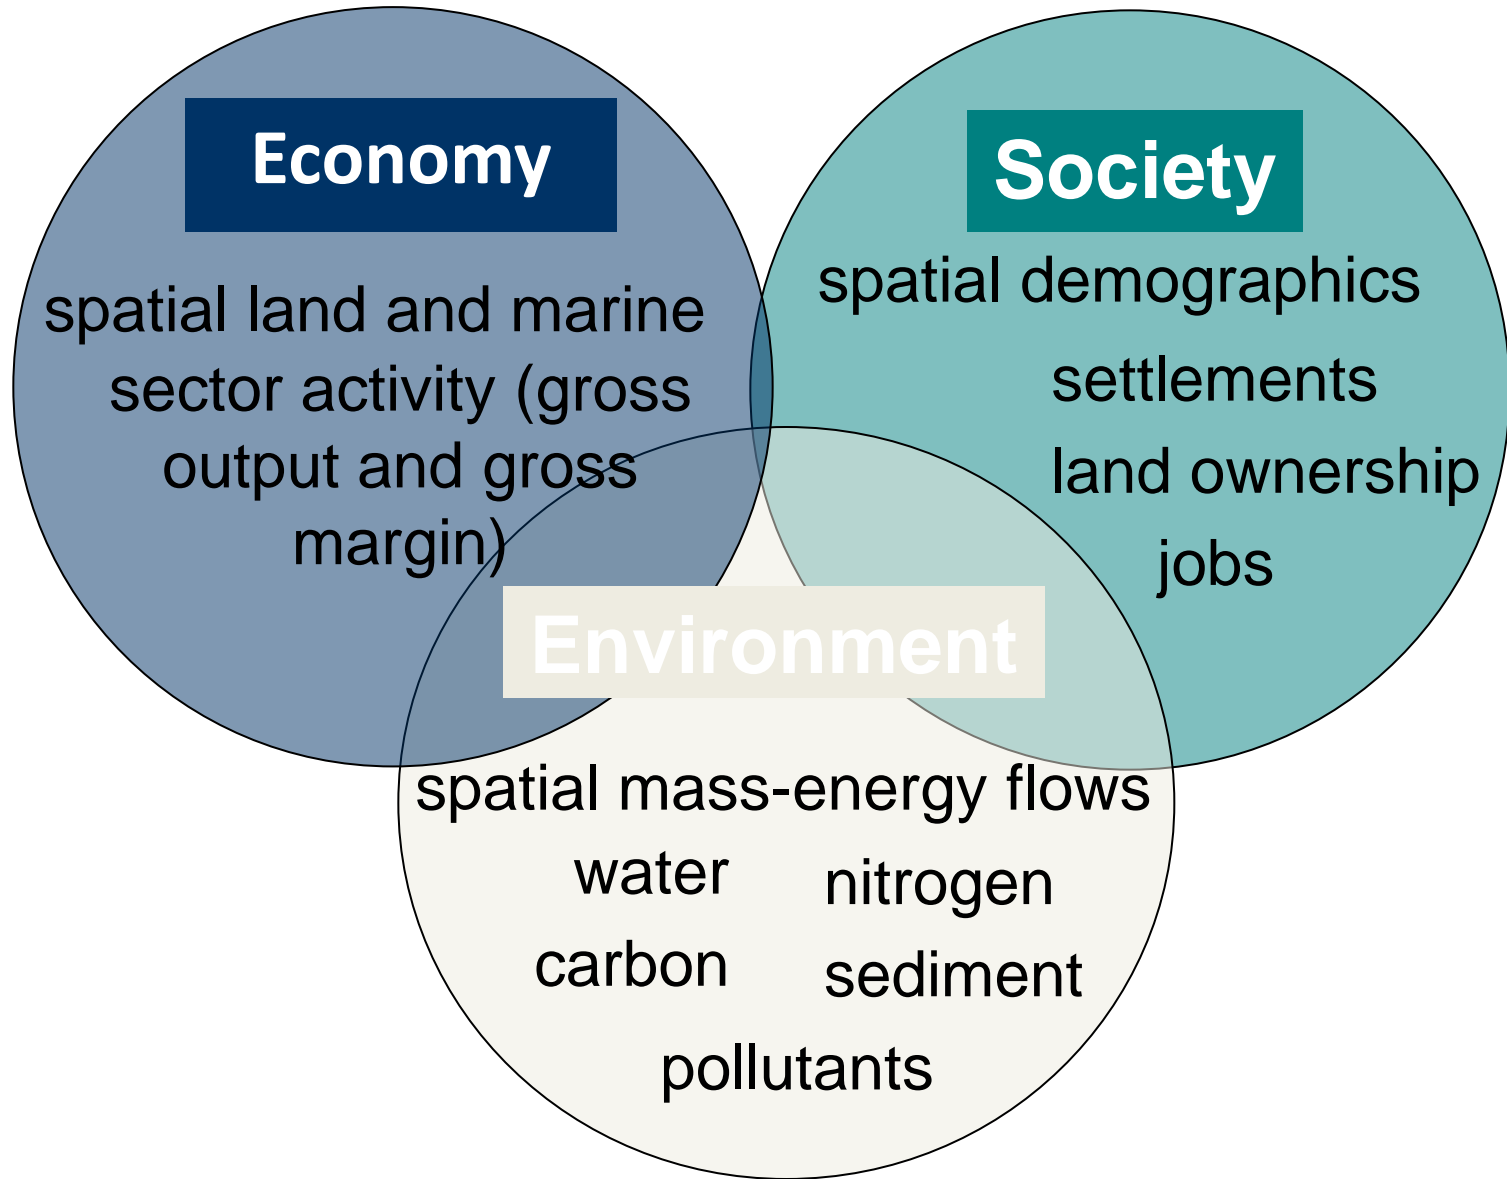 Economy
spatial land and marine
sector activity (gross
output and gross
margin)
Society
spatial demographics
settlements
land ownership
jobs
Environment
spatial mass-energy flows
water
nitrogen
carbon
sediment
pollutants